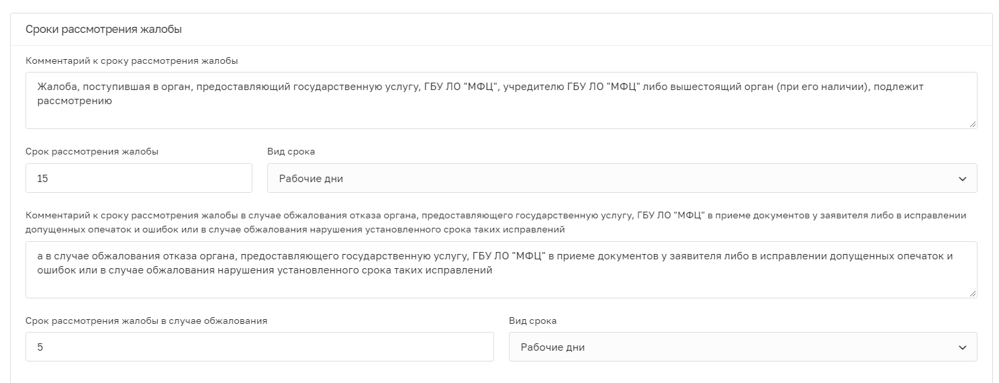 Сроки рассмотрения жалобы
Комментарий к сроку рассмотрения жалобы
Жалоба, поступившая в орган, предоставляющий государственную услугу, ГБУ ЛО "МФЦ", учредителю ГБУ ЛО "МФЦ" либо вышестоящий орган (при его наличии), подлежит
рассмотрению
Срок рассмотрения жалобы
Вид срока
15
Рабочие дни
Комментарий к сроку рассмотрения жалобы в случае обжалования отказа органа, предоставляющего государственную услугу, ГБУ ЛО "МФЦ" в приеме документов у заявителя либо в исправлении
допущенных опечаток и ошибок или в случае обжалования нарушения установленного срока таких исправлений
а в случае обжалования отказа органа, предоставляющего государственную услугу, ГБУ ЛО "МФЦ" в приеме документов у заявителя либо в исправлении допущенных опечаток и
ошибок или в случае обжалования нарушения установленного срока таких исправлений
Срок рассмотрения жалобы в случае обжалования
Вид срока
5
Рабочие дни